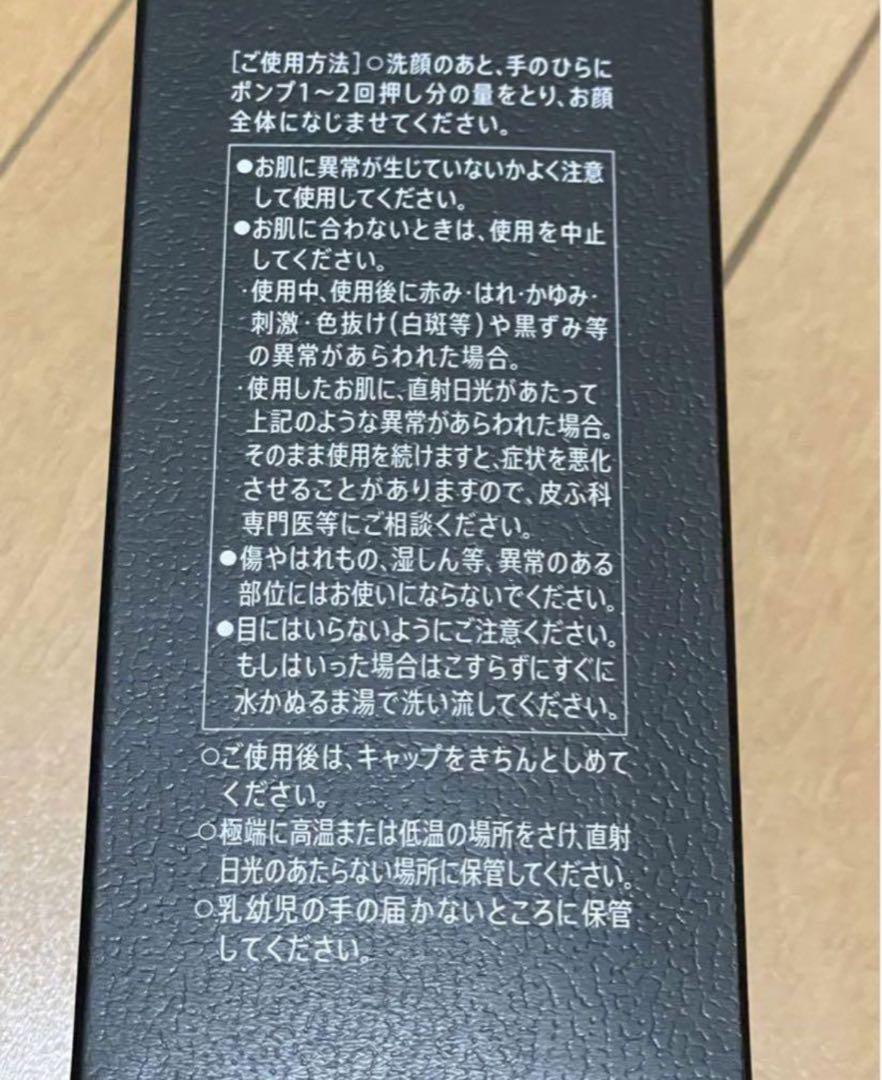 ［ご使用方法］○洗顔のあと、手のひらに
ポンプ1〜2回押し分の量をとり、お顔
全体になじませてください。
●お肌に異常が生じていないかよく注意
して使用してください。
●お肌に合わないときは、使用を中止
してください。
・使用中、使用後に赤み・はれ・かゆみ・
刺激・色抜け(白斑等)や黒ずみ等
の異常があらわれた場合。
・使用したお肌に、直射日光があたって
上記のような異常があらわれた場合。
そのまま使用を続けますと、症状を悪化
させることがありますので、皮ふ科
専門医等にご相談ください。
●傷やはれもの、湿しん等、異常のある
部位にはお使いにならないでください。
●目にはいらないようにご注意ください。
もしはいった場合はこすらずにすぐに
水かぬるま湯で洗い流してください。
○ご使用後は、キャップをきちんとしめて
ください。
○極端に高温または低温の場所をさけ、直射
日光のあたらない場所に保管してください。
○乳幼児の手の届かないところに保管
してください。